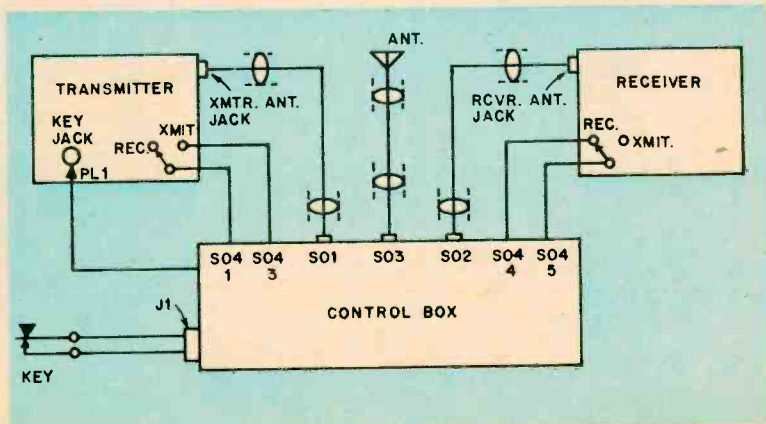 ANT.
TRANSMITTER
XMTR. ANT.
JACK
RCVR. ANT.
JACK
RECEIVER
KEY
JACK
REC.
XMIT.
PL1
REC.
XMIT.
SO4
1
SO4
3
SO1
SO3
SO2
SO4
4
SO4
5
J1
CONTROL BOX
KEY